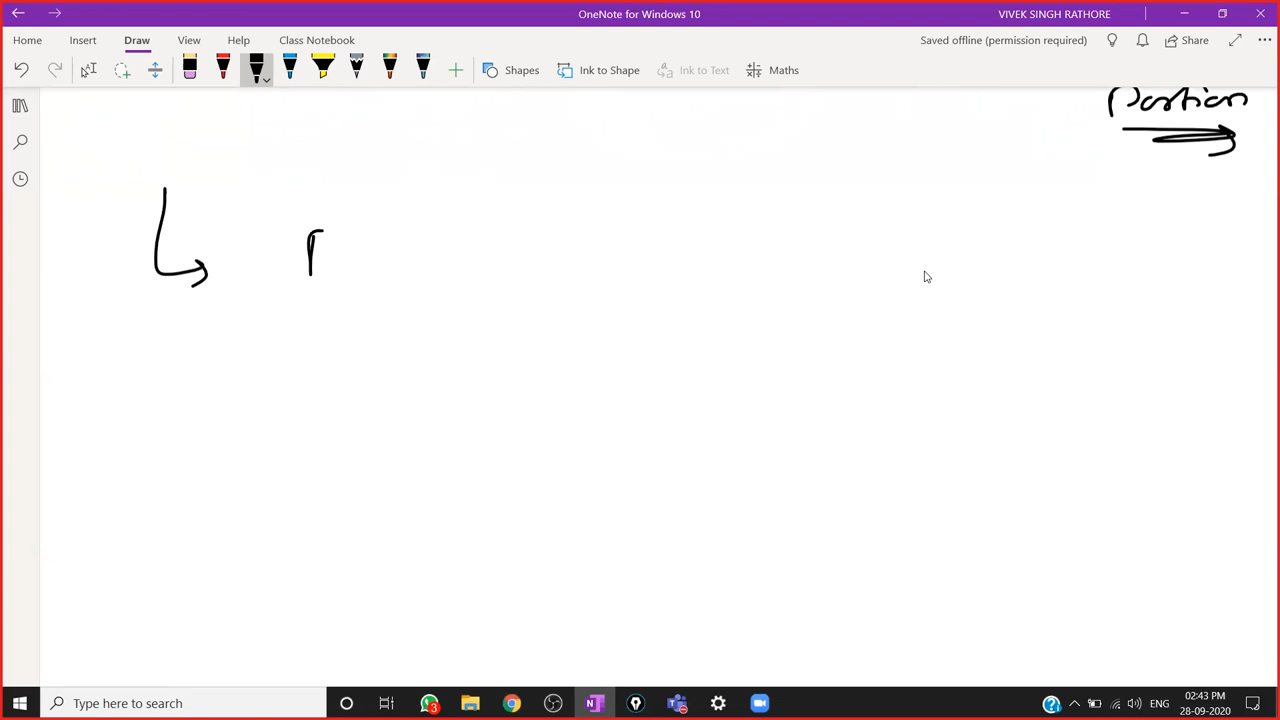 OneNote for Windows 10
VIVEK SINGH RATHORE
Home Insert Draw View Help Class Notebook
Saved offline (permission required) Share
Shapes Ink to Shape Ink to Text Maths
Type here to search
3
ENG
02:43 PM
28-09-2020